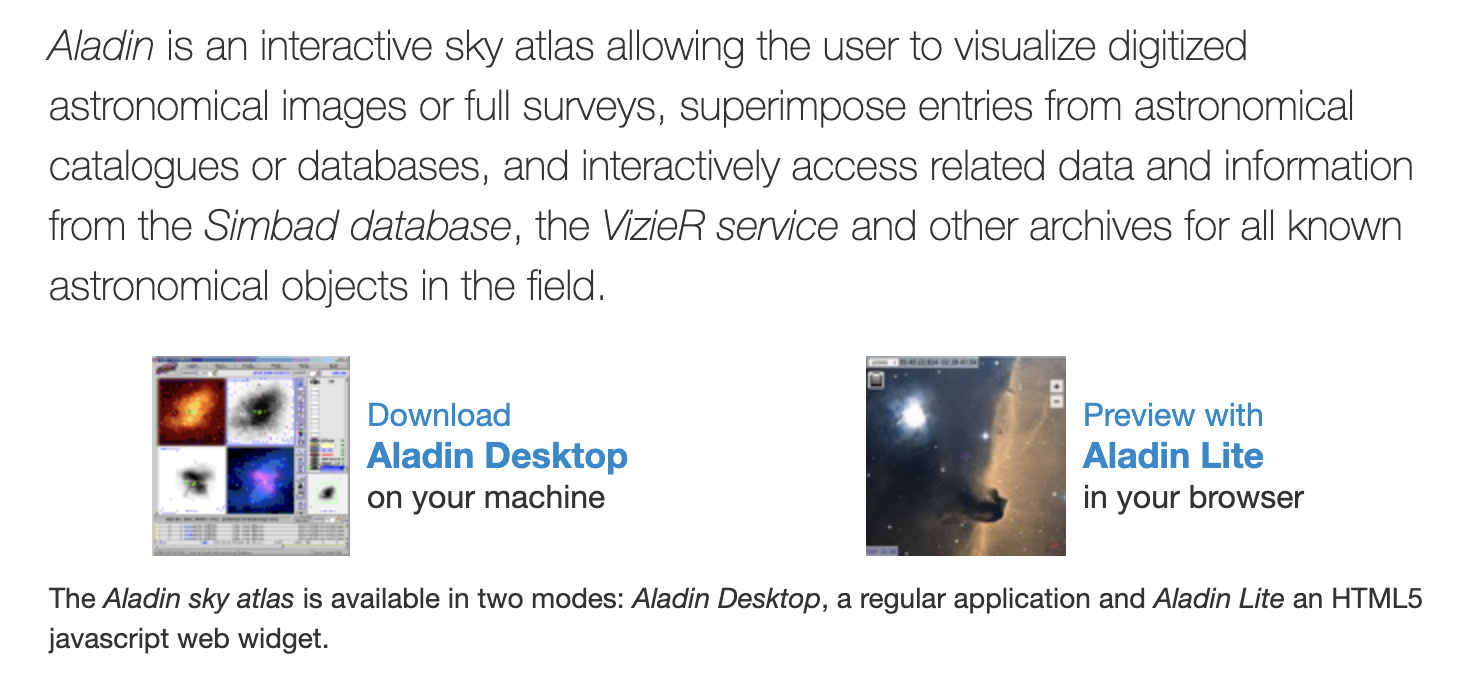 Aladin is an interactive sky atlas allowing the user to visualize digitized
astronomical images or full surveys, superimpose entries from astronomical
catalogues or databases, and interactively access related data and information
from the Simbad database, the VizieR service and other archives for all known
astronomical objects in the field.
Download
Aladin Desktop
on your machine
Preview with
Aladin Lite
in your browser
The Aladin sky atlas is available in two modes: Aladin Desktop, a regular application and Aladin Lite an HTML5
javascript web widget.